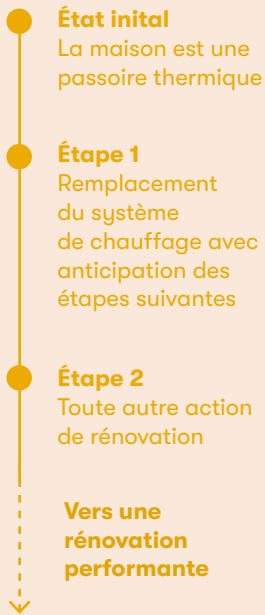 État inital
La maison est une
passoire thermique
Étape 1
Remplacement
du système
de chauffage avec
anticipation des
étapes suivantes
Étape 2
Toute autre action
de rénovation
Vers une
rénovation
performante